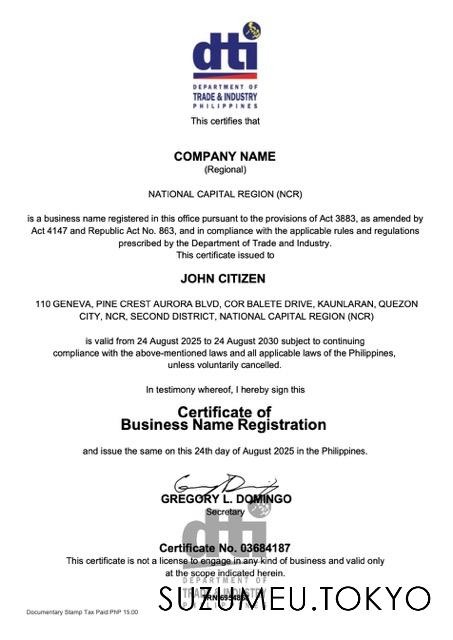 dti
DEPARTMENT OF
TRADE & INDUSTRY
PHILIPPINES
This certifies that
COMPANY NAME
(Regional)
NATIONAL CAPITAL REGION (NCR)
is a business name registered in this office pursuant to the provisions of Act 3883, as amended by
Act 4147 and Republic Act No. 863, and in compliance with the applicable rules and regulations
prescribed by the Department of Trade and Industry.
This certificate issued to
JOHN CITIZEN
110 GENEVA, PINE CREST AURORA BLVD, COR BALETE DRIVE, KAUNLARAN, QUEZON
CITY, NCR, SECOND DISTRICT, NATIONAL CAPITAL REGION (NCR)
is valid from 24 August 2025 to 24 August 2030 subject to continuing
compliance with the above-mentioned laws and all applicable laws of the Philippines,
unless voluntarily cancelled.
In testimony whereof, I hereby sign this
Certificate of
Business Name Registration
and issue the same on this 24th day of August 2025 in the Philippines.
GREGORY L. DOMINGO
Secretary
dti
Certificate No. 03684187
This certificate is not a license to engage in any kind of business and valid only
at the scope indicated herein.
DEPARTMENT OF
SUZUMEU.TOKYO
Documentary Stamp Tax Paid PhP 15.00